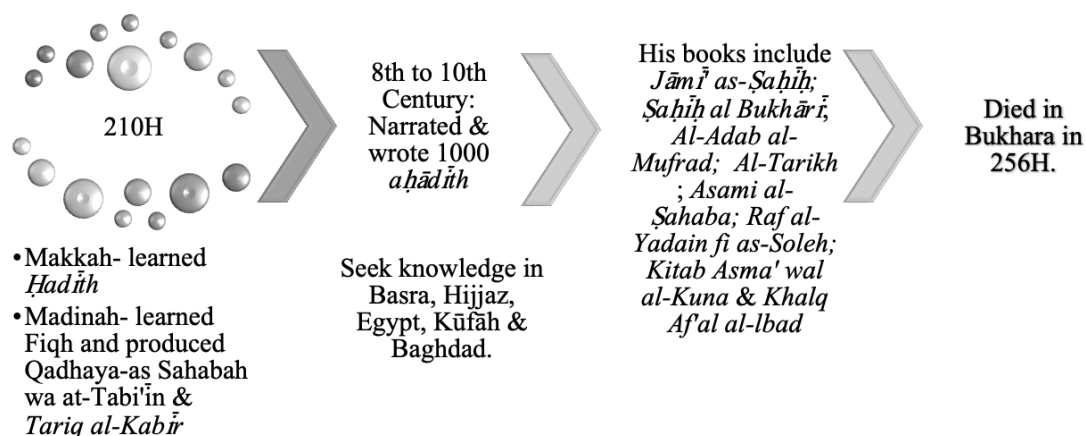 210H
•Makkah- learned
Ḥadīth
•Madinah- learned
Fiqh and produced
Qadhaya-as Sahabah
wa at-Tabi'īn &
Tariq al-Kabīr
8th to 10th
Century:
Narrated &
wrote 1000
aḥādīth
Seek knowledge in
Basra, Hijjaz,
Egypt, Kūfāh &
Baghdad.
His books include
Jāmī' as-Ṣaḥīḥ;
Ṣaḥīḥ al Bukhārī;
Al-Adab al-
Mufrad; Al-Tarikh
; Asami al-
Ṣahaba; Raf al-
Yadain fi as-Soleh;
Kitab Asma' wal
al-Kuna & Khalq
Af'al al-lbad
Died in
Bukhara in
256H.